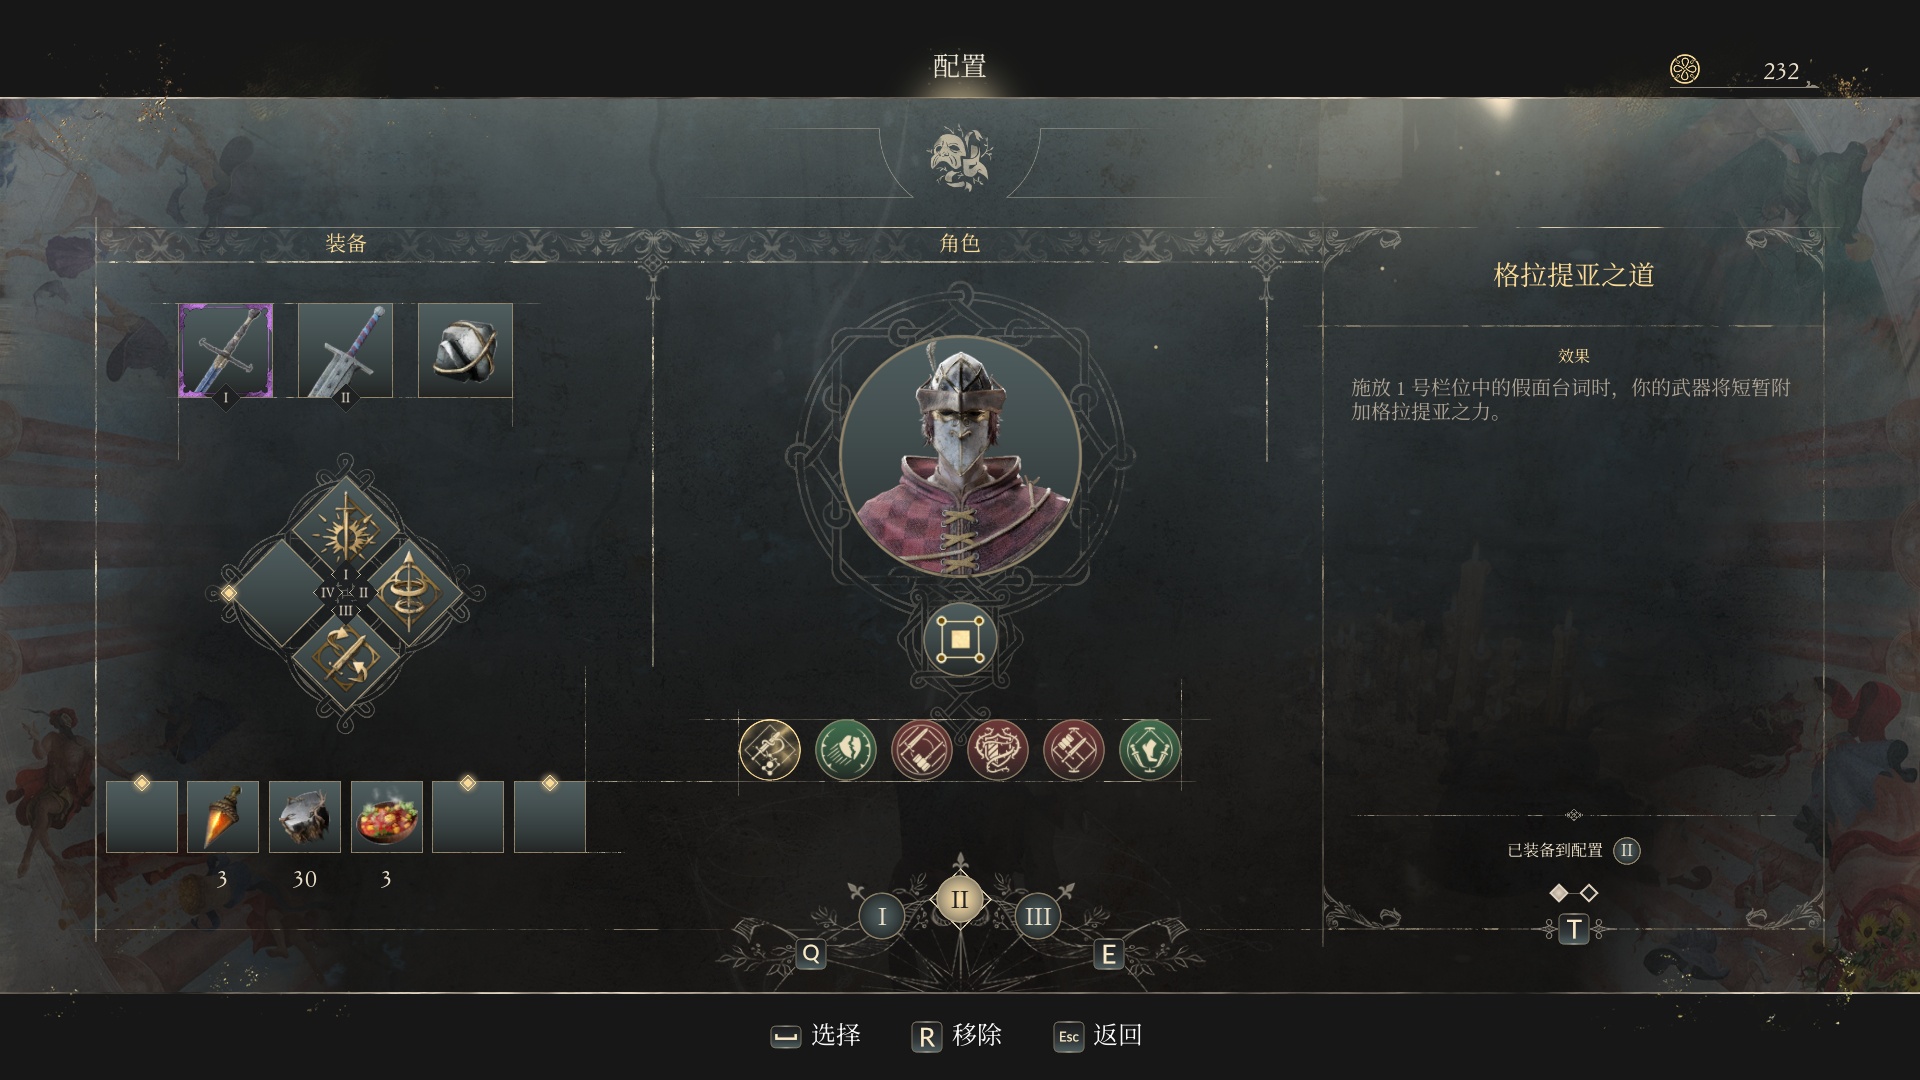 配置
232
装备
角色
格拉提亚之道
效果
施放 1 号栏位中的假面台词时，你的武器将短暂附
加格拉提亚之力。
I
II
I
IV
II
III
3
30
3
已装备到配置 II
I
II
III
Q
E
T
选择
R 移除
Esc 返回